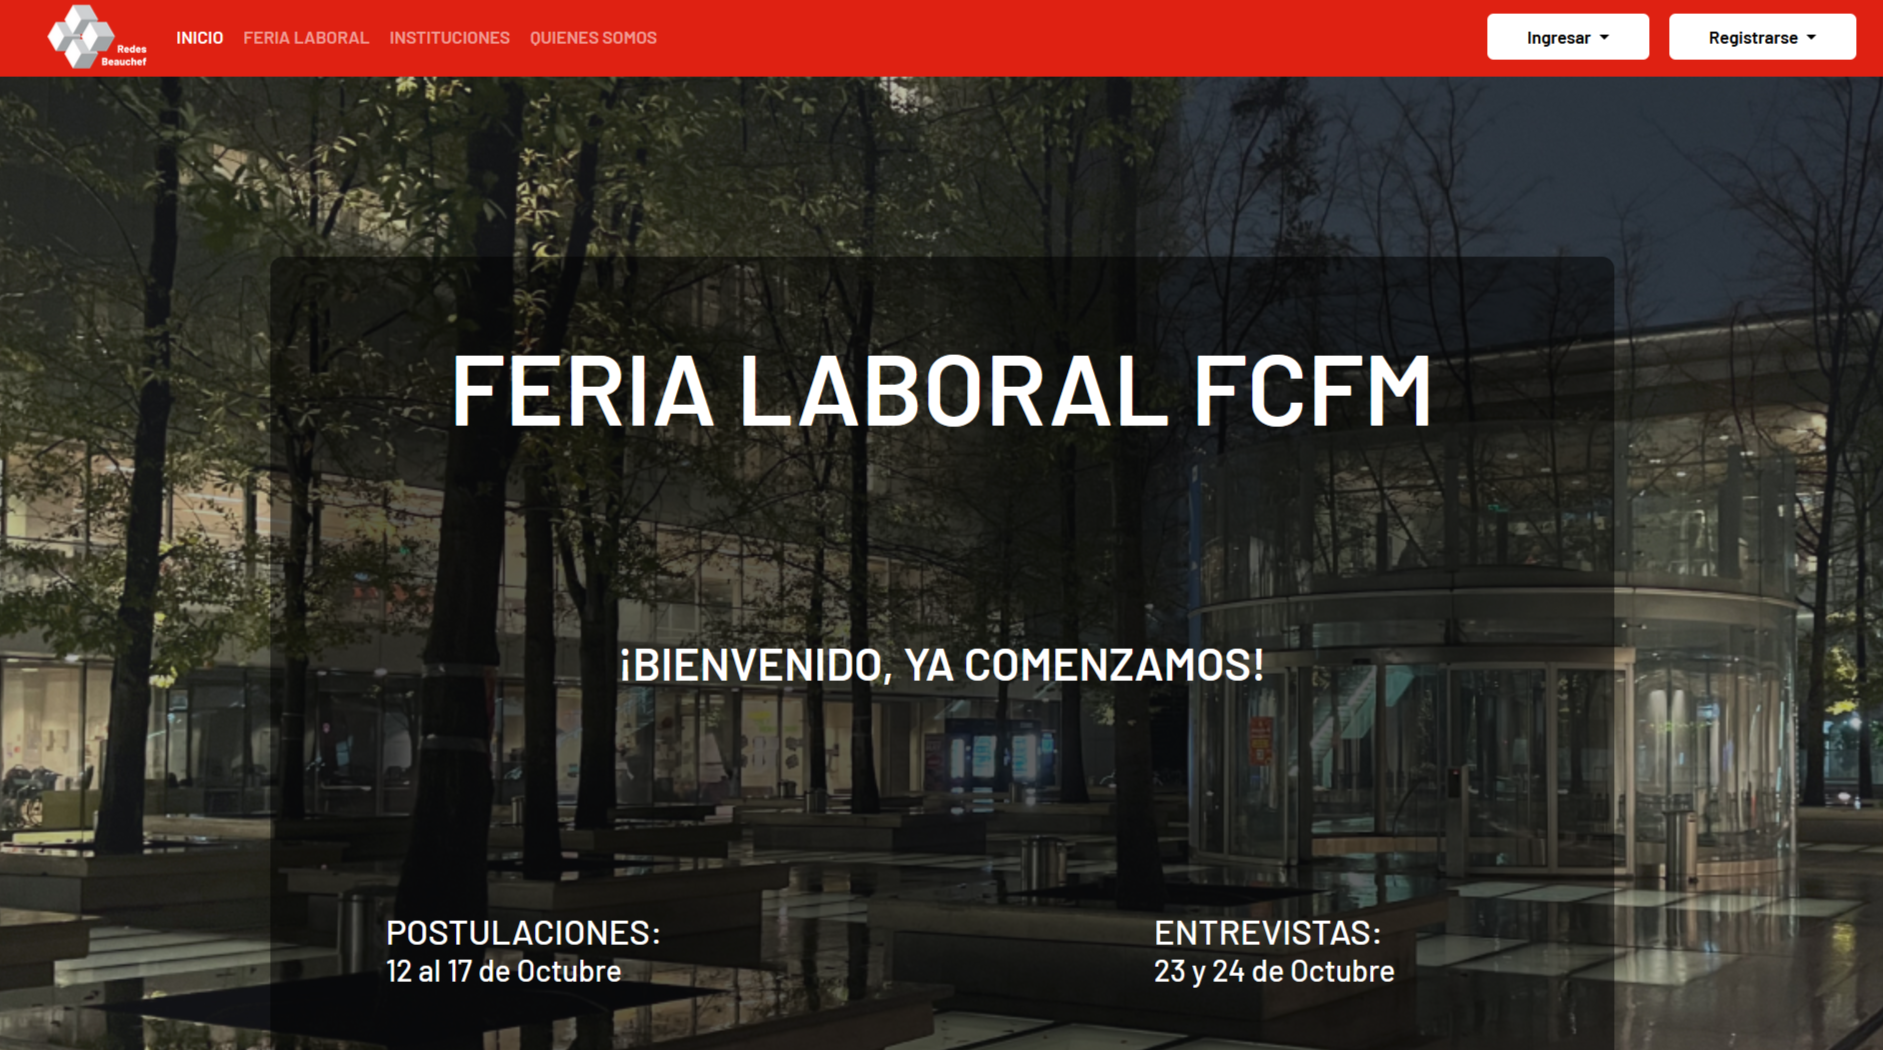 Redes
Beauchef
INICIO
FERIA LABORAL
INSTITUCIONES
QUIENES SOMOS
Ingresar
Registrarse
FERIA LABORAL FCFM
¡BIENVENIDO, YA COMENZAMOS!
POSTULACIONES:
12 al 17 de Octubre
ENTREVISTAS:
23 y 24 de Octubre